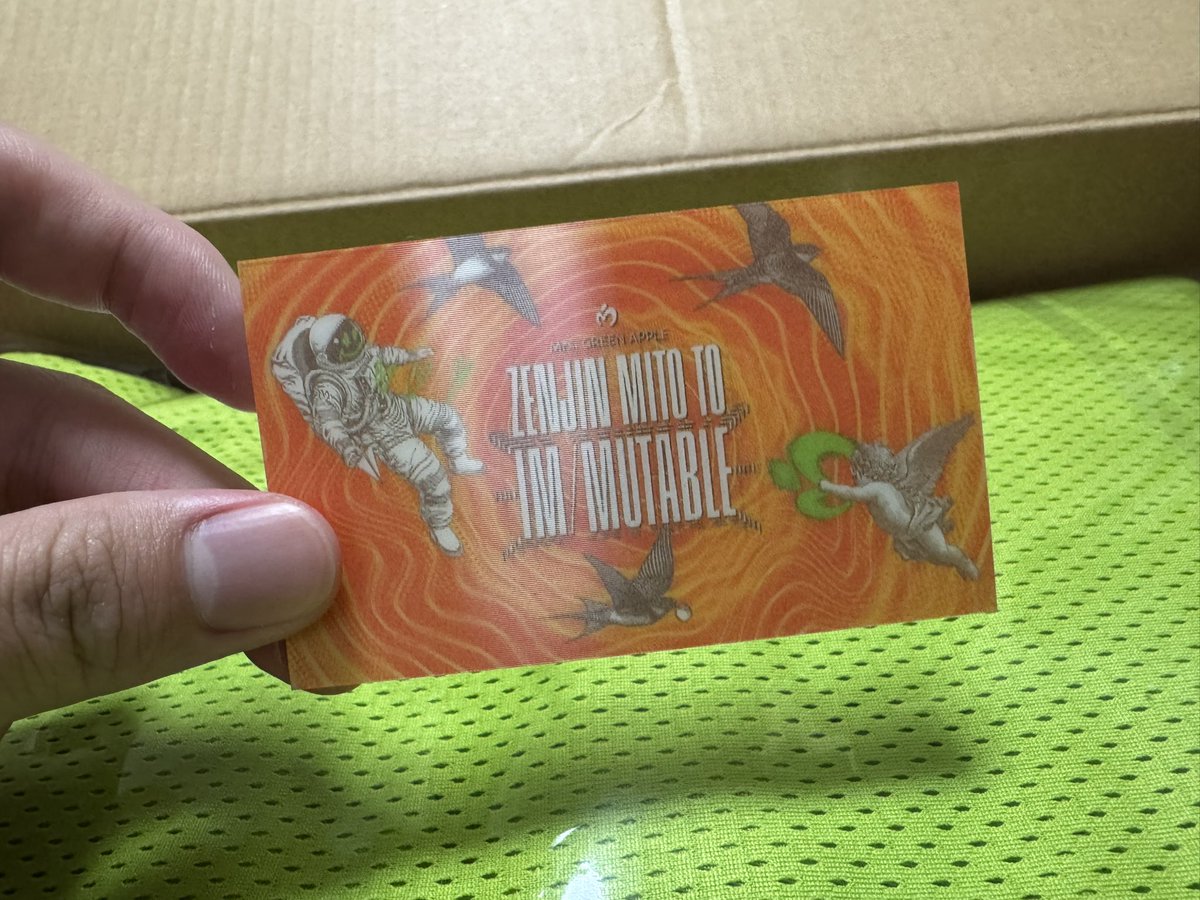 MRS. GREEN APPLE
ZENJIN MITO TO
IM/MUTABLE